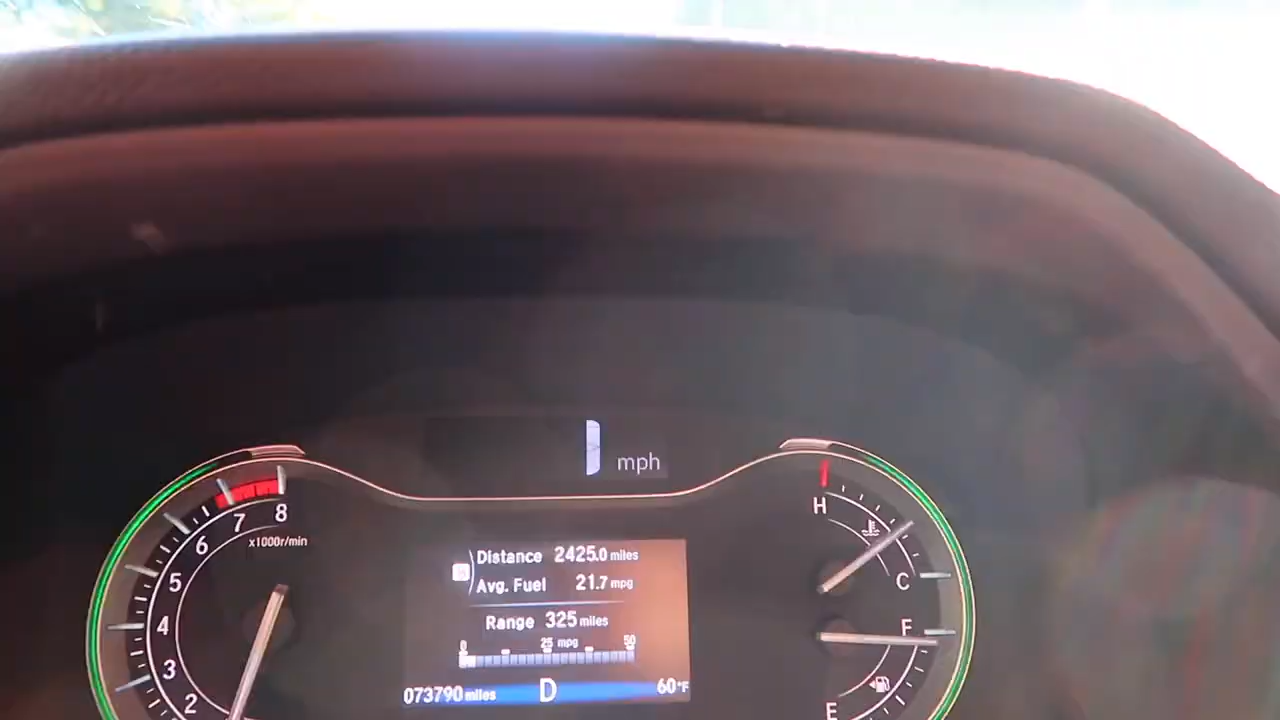 mph
8
7
6
5
4
3
2
x1000r/min
Distance 2425.0 miles
Avg. Fuel 21.7 mpg
Range 325 miles
0 25 mpg 50
073790 miles D 60°F
H
C
F
E